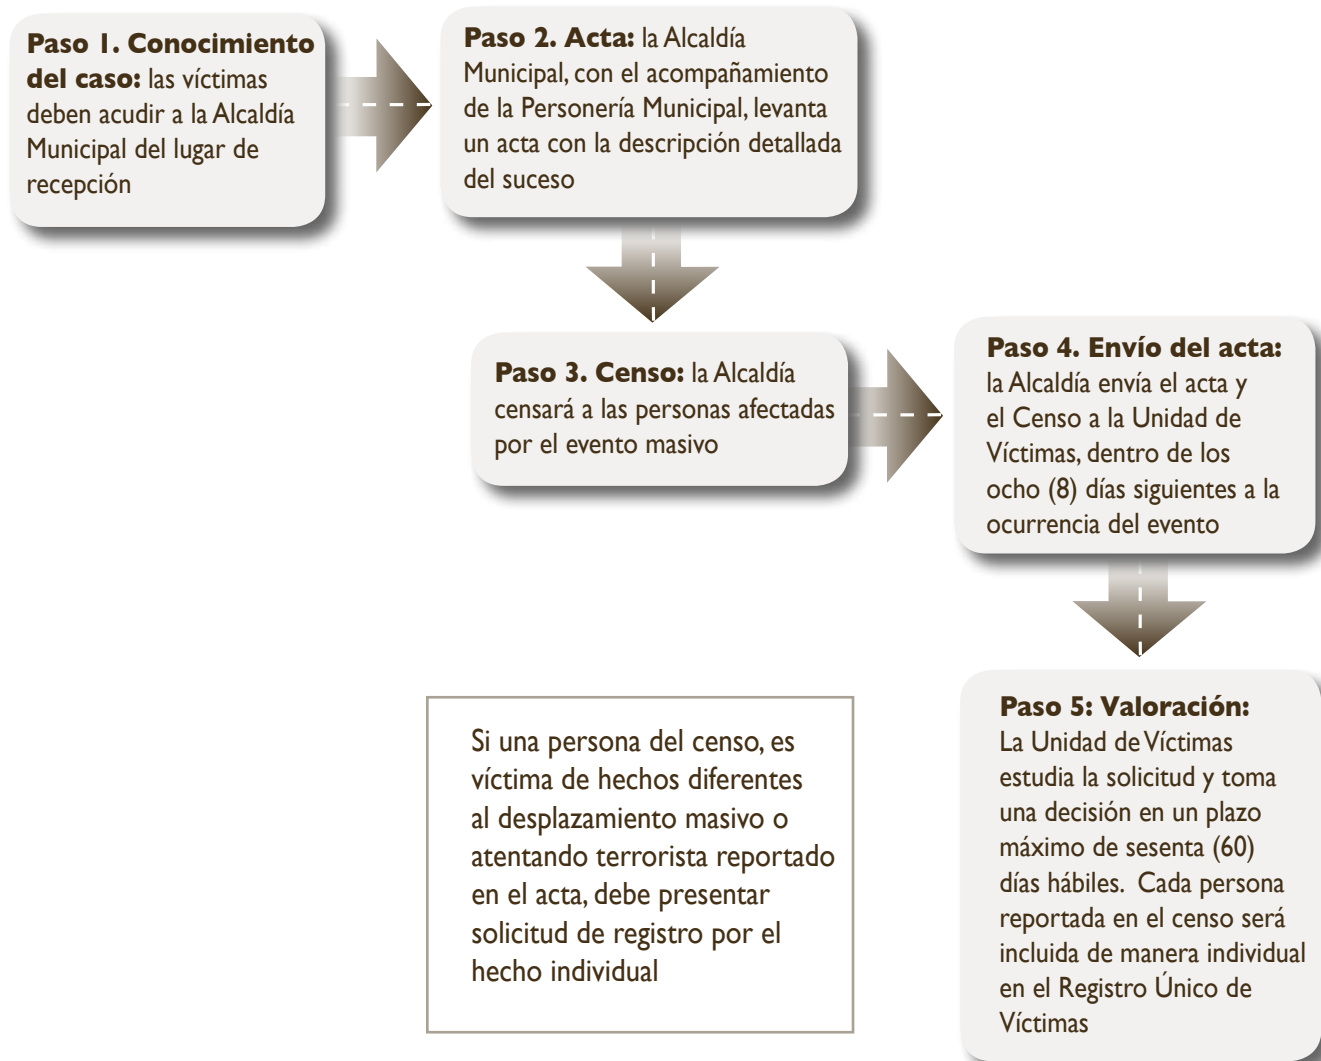 Paso 1. Conocimiento
del caso: las víctimas
deben acudir a la Alcaldía
Municipal del lugar de
recepción
Paso 2. Acta: la Alcaldía
Municipal, con el acompañamiento
de la Personería Municipal, levanta
un acta con la descripción detallada
del suceso
Paso 3. Censo: la Alcaldía
censará a las personas afectadas
por el evento masivo
Paso 4. Envío del acta:
la Alcaldía envía el acta y
el Censo a la Unidad de
Víctimas, dentro de los
ocho (8) días siguientes a la
ocurrencia del evento
Paso 5: Valoración:
La Unidad de Víctimas
estudia la solicitud y toma
una decisión en un plazo
máximo de sesenta (60)
días hábiles. Cada persona
reportada en el censo será
incluida de manera individual
en el Registro Único de
Víctimas
Si una persona del censo, es
víctima de hechos diferentes
al desplazamiento masivo o
atentando terrorista reportado
en el acta, debe presentar
solicitud de registro por el
hecho individual